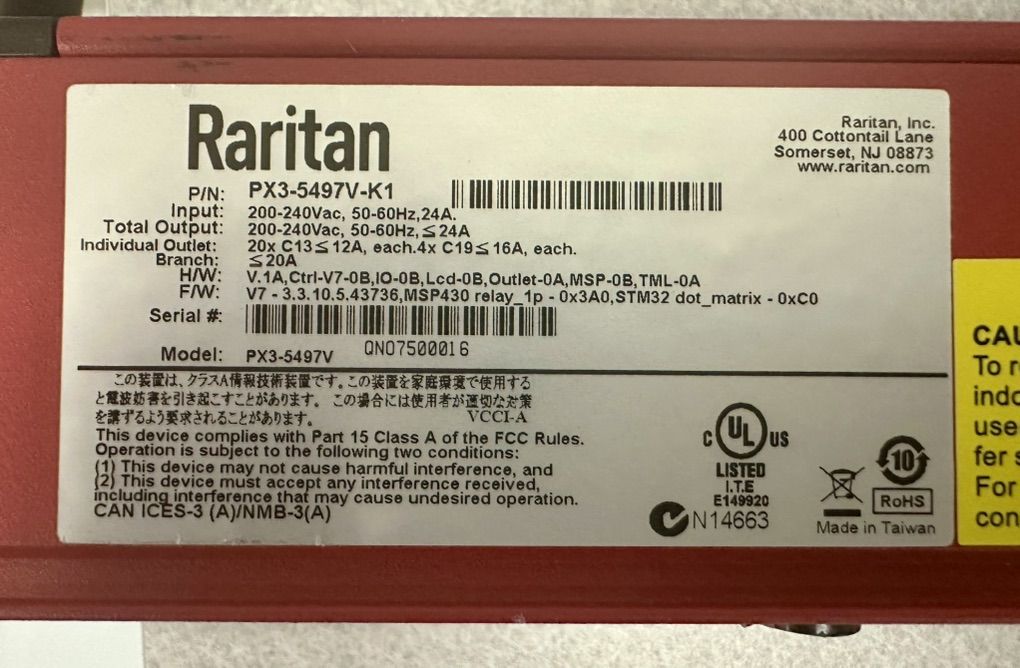 Raritan
Raritan, Inc.
400 Cottontail Lane
Somerset, NJ 08873
www.raritan.com
P/N: PX3-5497V-K1
Input: 200-240Vac, 50-60Hz,24A.
Total Output: 200-240Vac, 50-60Hz,≤24A
Individual Outlet: 20x C13≤12A, each.4x C19≤16A, each.
Branch: ≤20A
H/W: V.1A,Ctrl-V7-0B,IO-0B,Lcd-0B,Outlet-0A,MSP-0B,TML-0A
F/W: V7 - 3.3.10.5.43736,MSP430 relay_1p - 0x3A0,STM32 dot_matrix - 0xC0
Serial #:
QNO7500016
Model: PX3-5497V
この装置は、クラスA情報技術装置です。この装置を家庭環境で使用する
と電波妨害を引き起こすことがあります。 この場合には使用者が適切な対策
を講ずるよう要求されることがあります。 VCCI-A
This device complies with Part 15 Class A of the FCC Rules.
Operation is subject to the following two conditions:
(1) This device may not cause harmful interference, and
(2) This device must accept any interference received,
including interference that may cause undesired operation.
CAN ICES-3 (A)/NMB-3(A)
C UL US
LISTED
I.T.E
E149920
N14663
10
RoHS
Made in Taiwan
CAU
To r
indo
use
fer s
For
con